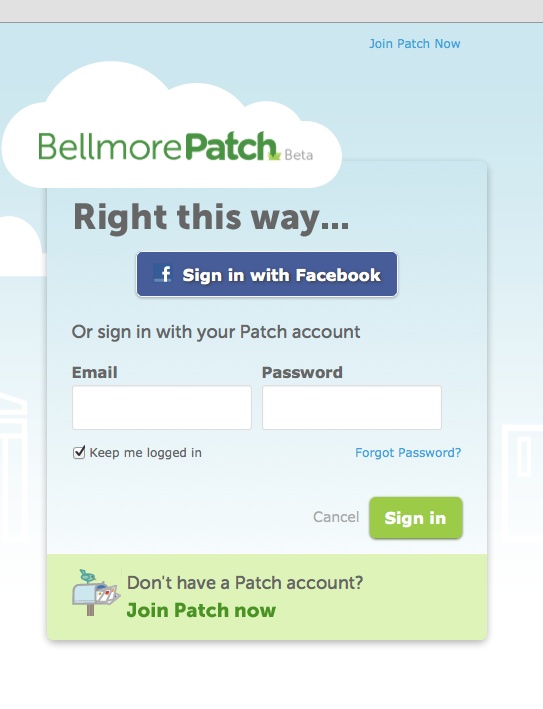 Join Patch Now
BellmorePatch Beta
Right this way...
f Sign in with Facebook
Or sign in with your Patch account
Email Password
Keep me logged in Forgot Password?
Cancel Sign in
Don't have a Patch account?
Join Patch now